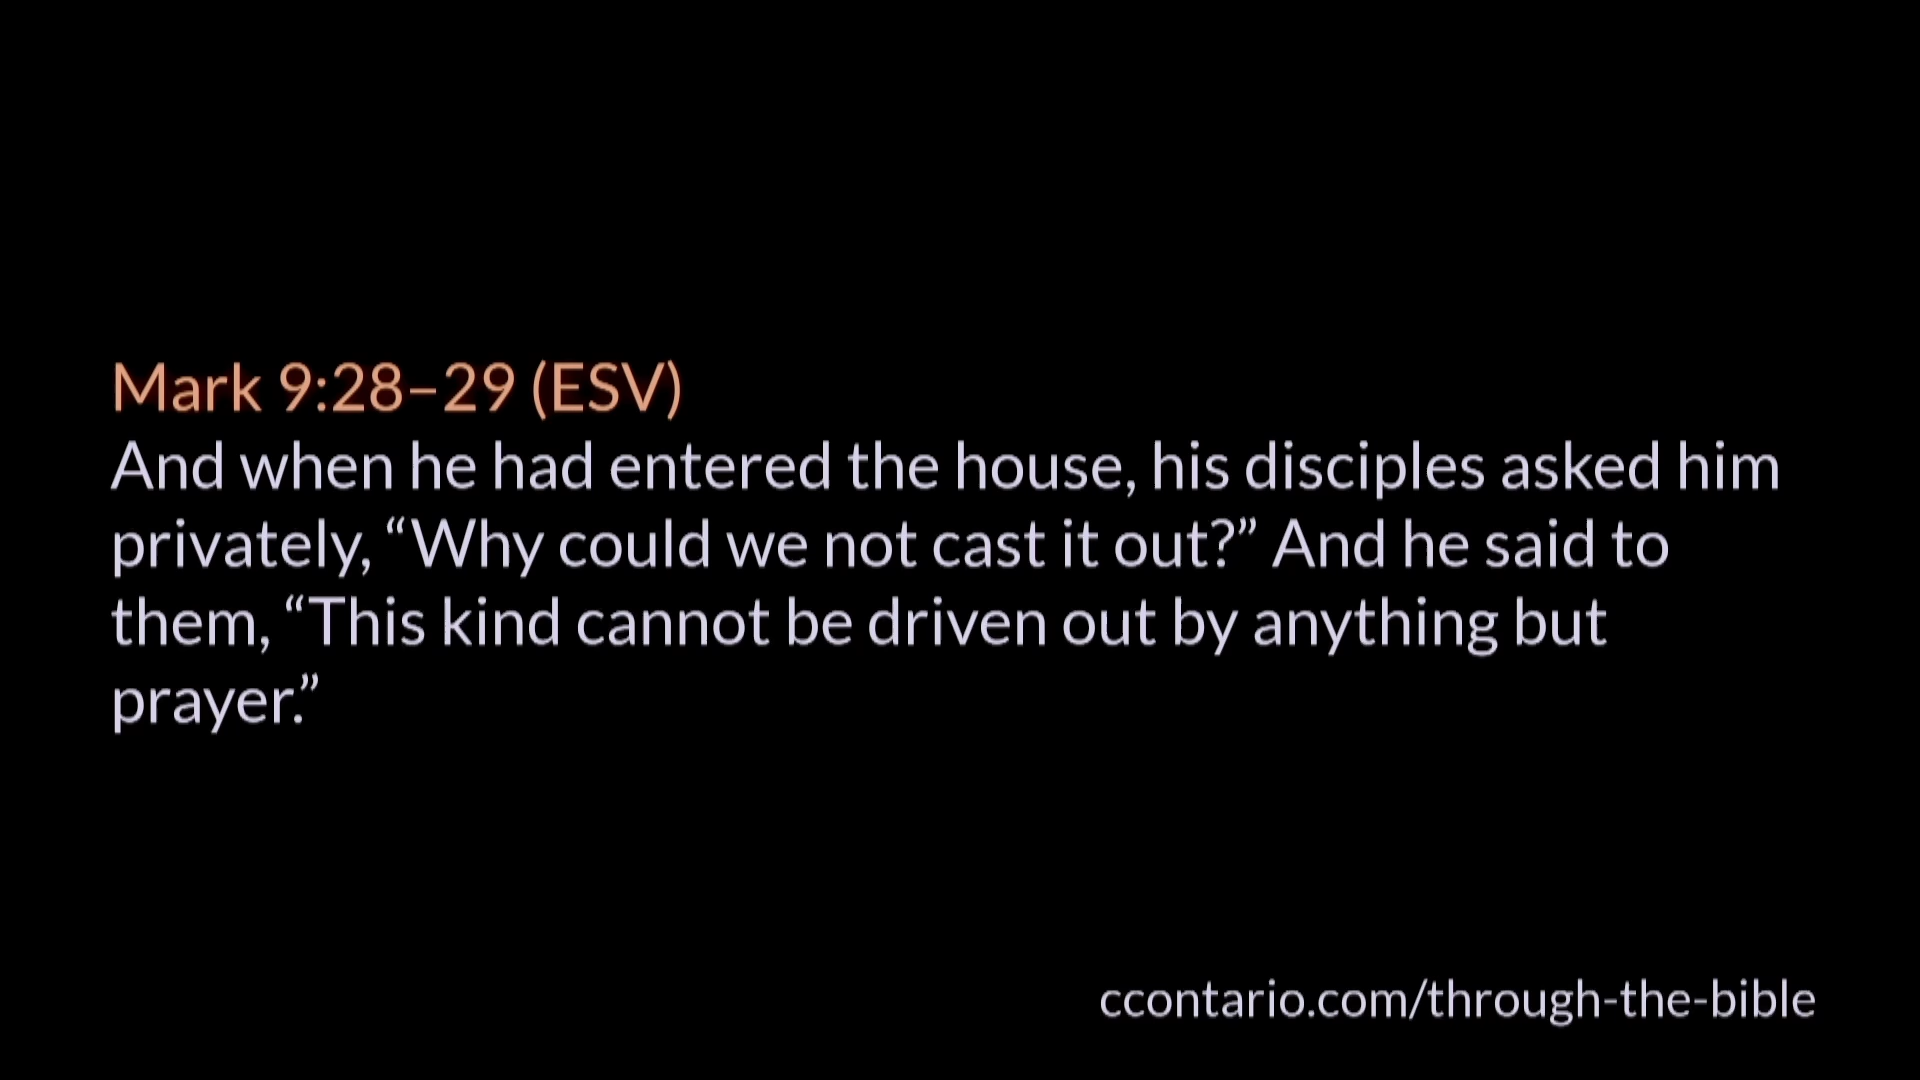 Mark 9:28–29 (ESV)
And when he had entered the house, his disciples asked him
privately, “Why could we not cast it out?” And he said to
them, “This kind cannot be driven out by anything but
prayer.”
ccontario.com/through-the-bible